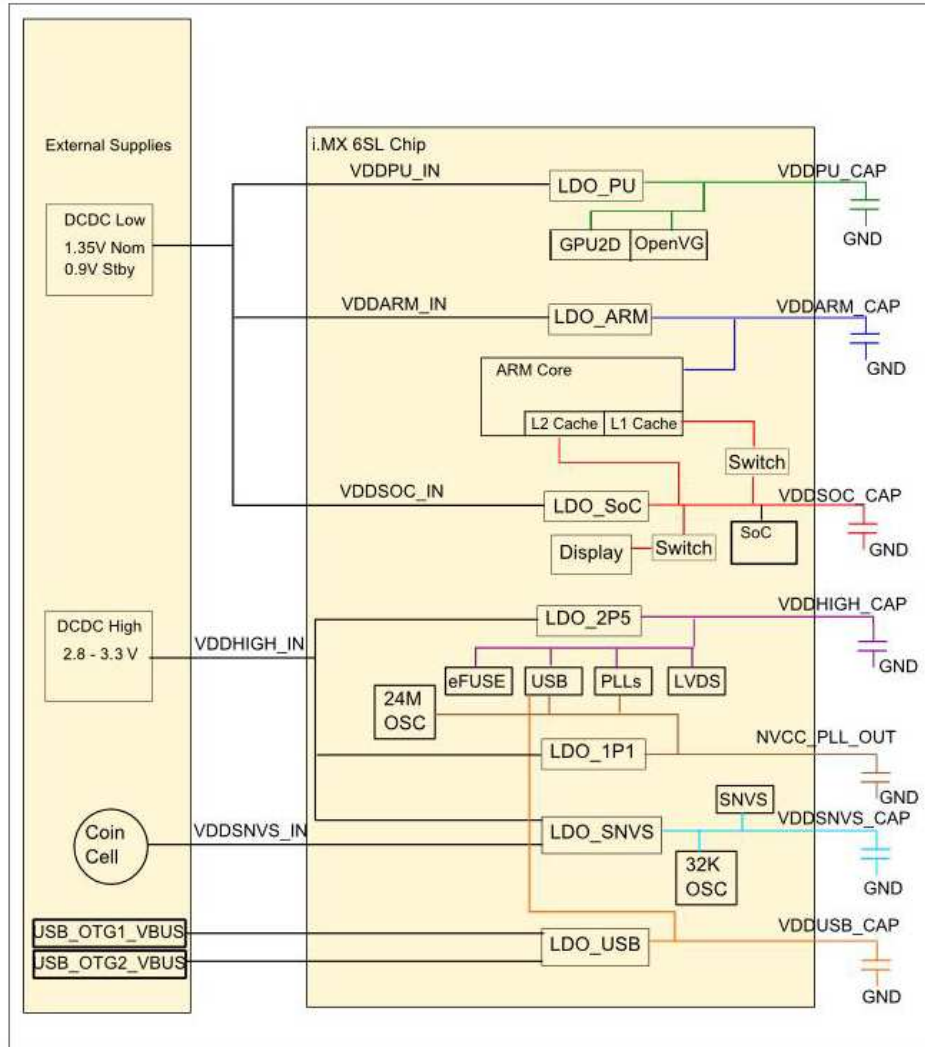 External Supplies
i.MX 6SL Chip
VDDPU_IN
LDO_PU
VDDPU_CAP
DCDC Low
1.35V Nom
0.9V Stby
GPU2D
OpenVG
GND
VDDARM_IN
LDO_ARM
VDDARM_CAP
GND
ARM Core
L2 Cache
L1 Cache
Switch
VDDSOC_IN
LDO_SoC
VDDSOC_CAP
Display
Switch
SoC
GND
DCDC High
2.8 - 3.3 V
VDDHIGH_IN
LDO_2P5
VDDHIGH_CAP
GND
eFUSE
USB
PLLs
LVDS
24M
OSC
LDO_1P1
NVCC_PLL_OUT
GND
SNVS
Coin
Cell
VDDSNVS_IN
LDO_SNVS
VDDSNVS_CAP
32K
OSC
GND
USB_OTG1_VBUS
USB_OTG2_VBUS
LDO_USB
VDDUSB_CAP
GND